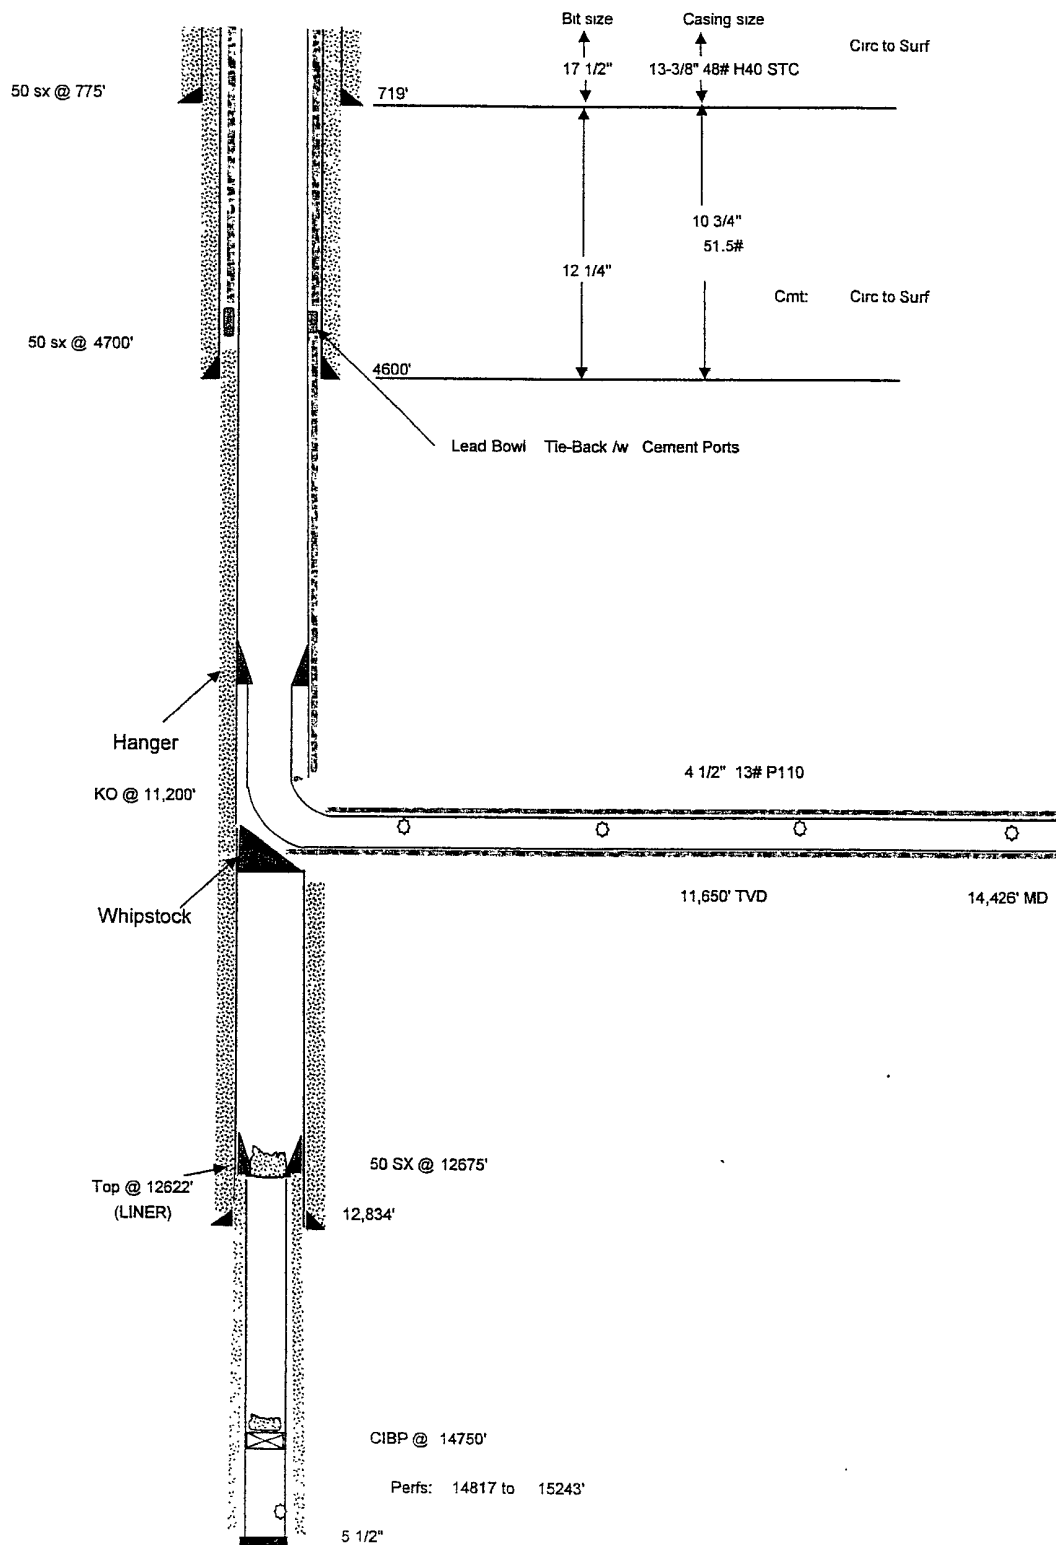 Bit size Casing size
Circ to Surf
17 1/2" 13-3/8" 48# H40 STC
50 sx @ 775' 719'
10 3/4"
51.5#
12 1/4"
Cmt: Circ to Surf
50 sx @ 4700'
4600'
Lead Bowl Tie-Back /w Cement Ports
Hanger
4 1/2" 13# P110
KO @ 11,200'
11,650' TVD 14,426' MD
Whipstock
50 SX @ 12675'
Top @ 12622'
(LINER)
12,834'
CIBP @ 14750'
Perfs: 14817 to 15243'
5 1/2"